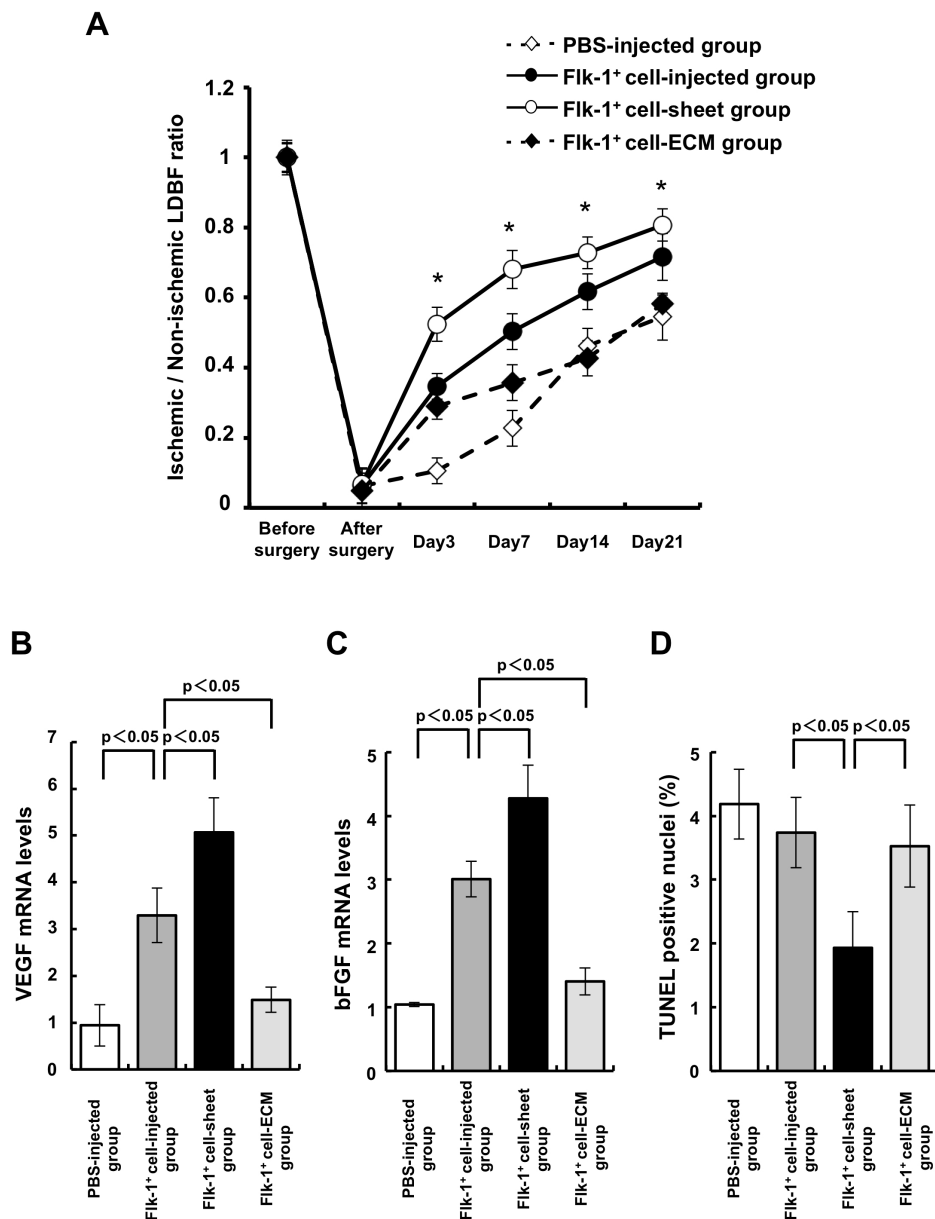 A
PBS-injected group
Flk-1⁺ cell-injected group
Flk-1⁺ cell-sheet group
Flk-1⁺ cell-ECM group
Ischemic / Non-ischemic LDBF ratio
1.2
1
0.8
0.6
0.4
0.2
0
*
*
*
*
Before
surgery
After
surgery
Day3
Day7
Day14
Day21
B
p<0.05
p<0.05
p<0.05
VEGF mRNA levels
7
6
5
4
3
2
1
0
PBS-injected
group
Flk-1⁺ cell-injected
group
Flk-1⁺ cell-sheet
group
Flk-1⁺ cell-ECM
group
C
p<0.05
p<0.05
p<0.05
bFGF mRNA levels
5
4
3
2
1
0
PBS-injected
group
Flk-1⁺ cell-injected
group
Flk-1⁺ cell-sheet
group
Flk-1⁺ cell-ECM
group
D
p<0.05
p<0.05
TUNEL positive nuclei (%)
5
4
3
2
1
0
PBS-injected
group
Flk-1⁺ cell-injected
group
Flk-1⁺ cell-sheet
group
Flk-1⁺ cell-ECM
group